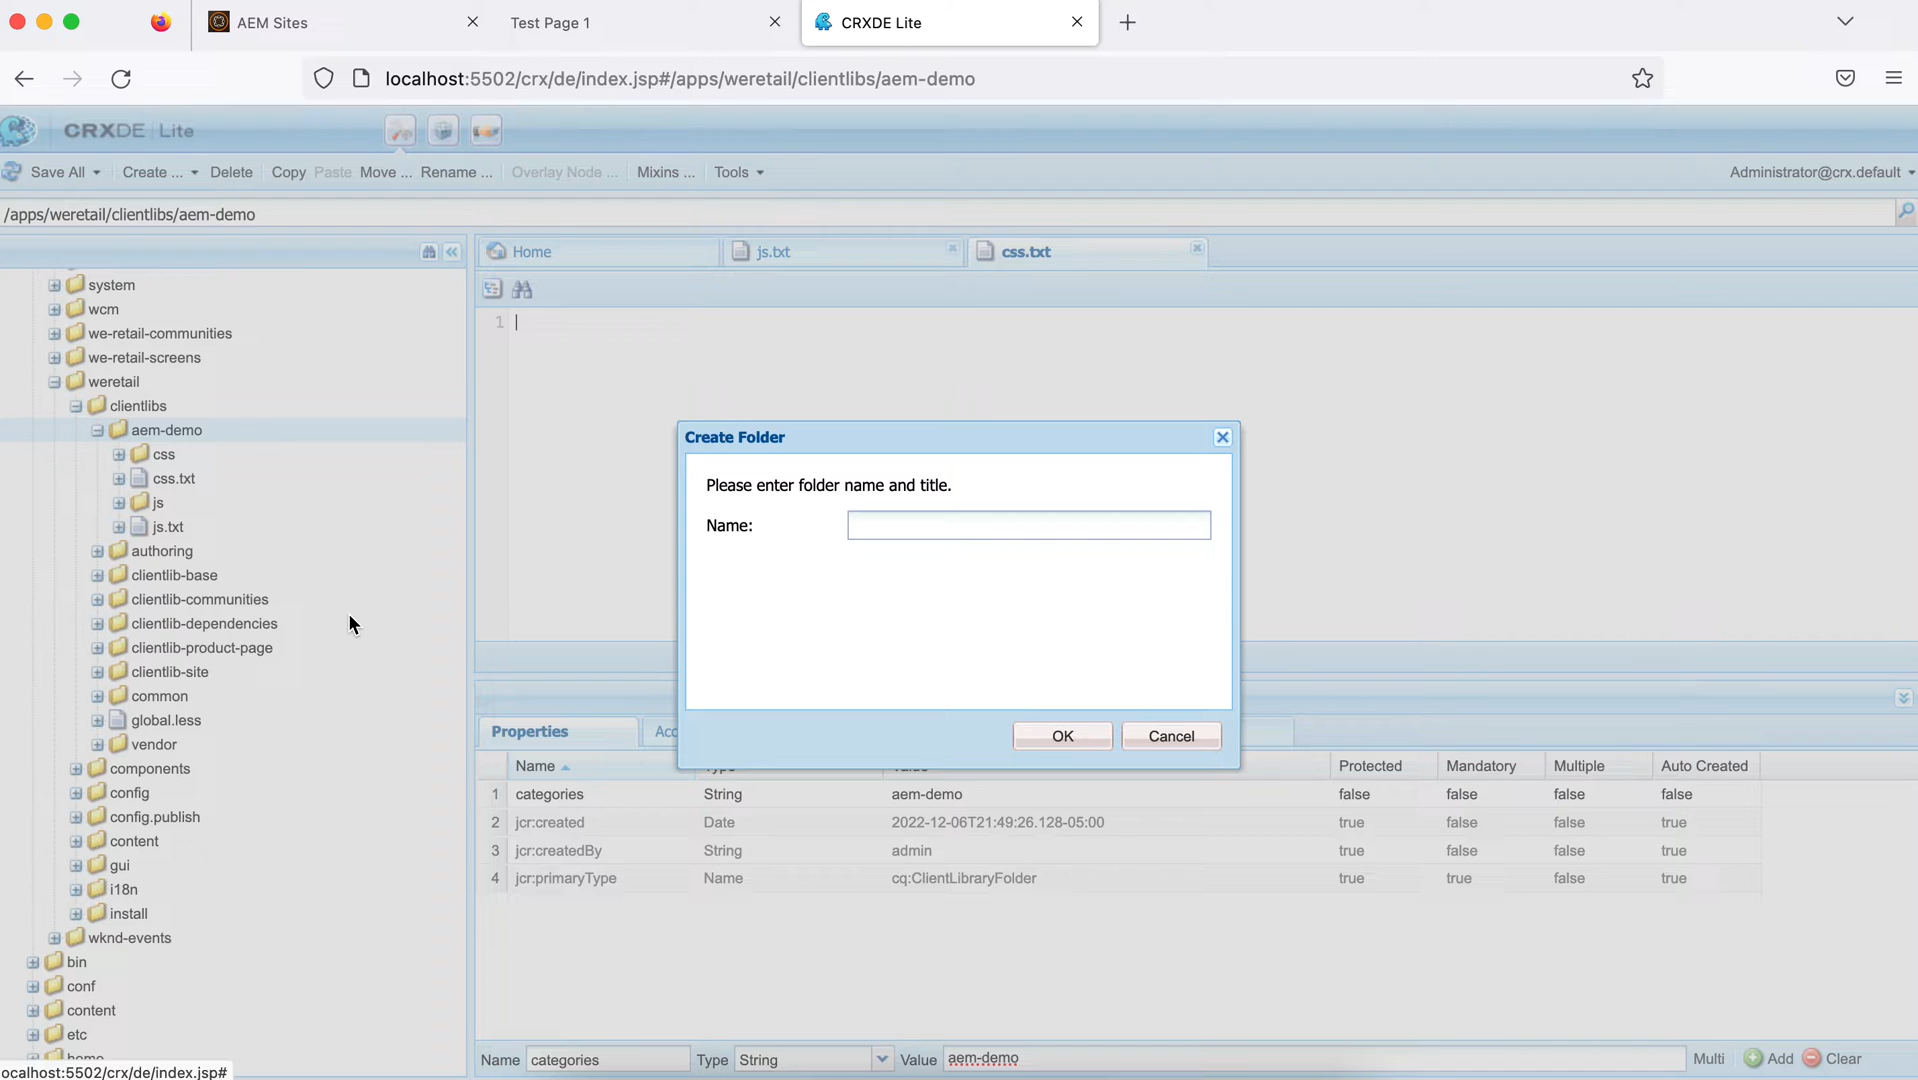 AEM Sites
Test Page 1
CRXDE Lite
localhost:5502/crx/de/index.jsp#/apps/weretail/clientlibs/aem-demo
CRXDE | Lite
Save All Create ... Delete Copy Paste Move ... Rename ... Overlay Node ... Mixins ... Tools Administrator@crx.default
/apps/weretail/clientlibs/aem-demo
Home
js.txt
css.txt
1
system
wcm
we-retail-communities
we-retail-screens
weretail
clientlibs
aem-demo
css
css.txt
js
js.txt
authoring
clientlib-base
clientlib-communities
clientlib-dependencies
clientlib-product-page
clientlib-site
common
global.less
vendor
components
config
config.publish
content
gui
i18n
install
wknd-events
bin
conf
content
etc
home
Create Folder
Please enter folder name and title.
Name:
OK Cancel
Properties
Name Protected Mandatory Multiple Auto Created
1 categories String aem-demo false false false false
2 jcr:created Date 2022-12-06T21:49:26.128-05:00 true false false true
3 jcr:createdBy String admin true false false true
4 jcr:primaryType Name cq:ClientLibraryFolder true true false true
Name categories Type String Value aem-demo Multi Add Clear
ocalhost:5502/crx/de/index.jsp#